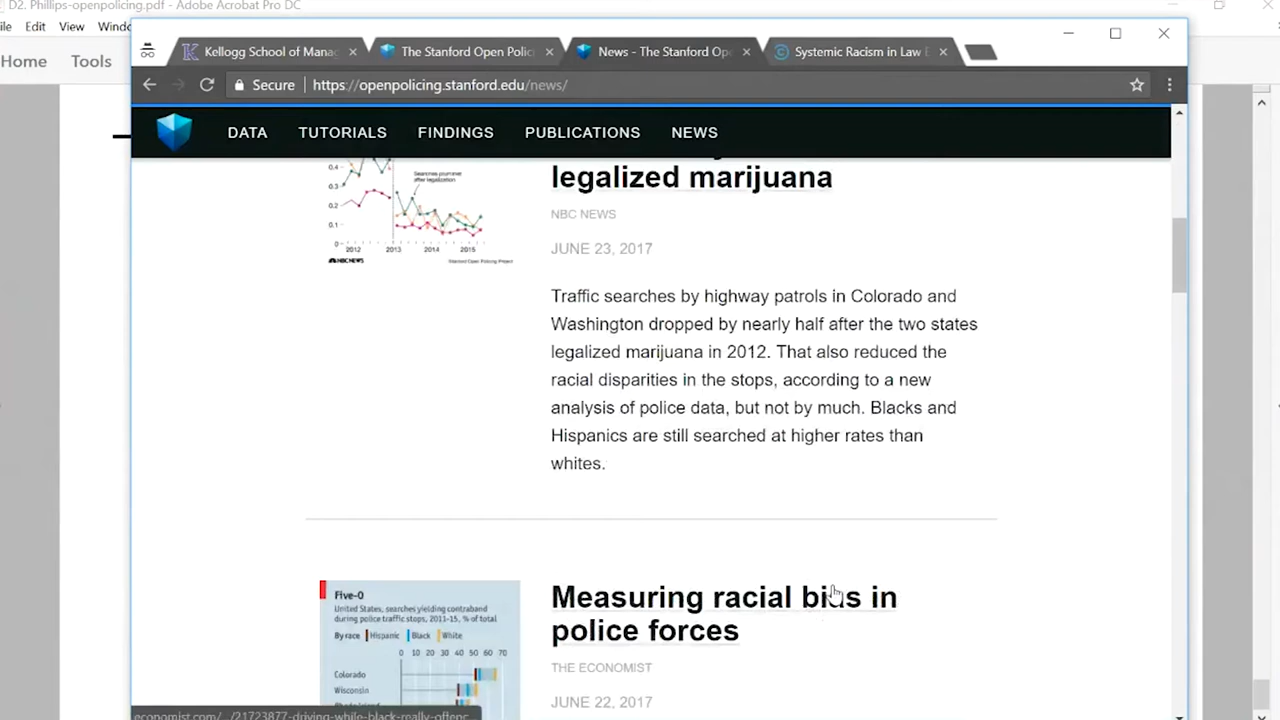 D2. Phillips-openpolicing.pdf - Adobe Acrobat Pro DC
ile Edit View Windo
Home Tools
Kellogg School of Manag The Stanford Open Polic News - The Stanford Op Systemic Racism in Law E
Secure https://openpolicing.stanford.edu/news/
DATA TUTORIALS FINDINGS PUBLICATIONS NEWS
legalized marijuana
NBC NEWS
JUNE 23, 2017
Traffic searches by highway patrols in Colorado and
Washington dropped by nearly half after the two states
legalized marijuana in 2012. That also reduced the
racial disparities in the stops, according to a new
analysis of police data, but not by much. Blacks and
Hispanics are still searched at higher rates than
whites.
0.4
0.3
0.2
0.1
0
2012 2013 2014 2015
Searches plummet
after legalization
NBC NEWS Stanford Open Policing Project
Measuring racial bias in
police forces
THE ECONOMIST
JUNE 22, 2017
Five-0
United States, searches yielding contraband
during police traffic stops, 2011-15, % of total
By race Hispanic Black White
0 10 20 30 40 50 60 70
Colorado
Wisconsin
economist.com/.../21723877-driving-while-black-really-offenc...